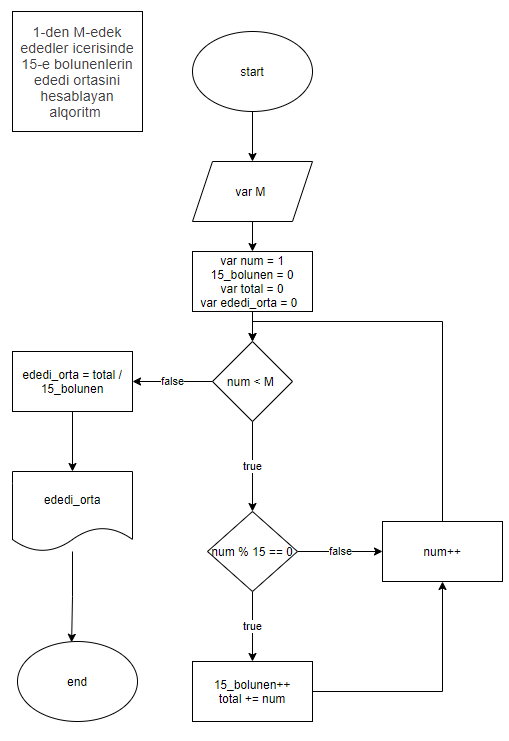 1-den M-edek
ededler icerisinde
15-e bolunenlerin
ededi ortasini
hesablayan
alqoritm
start
var M
var num = 1
15_bolunen = 0
var total = 0
var ededi_orta = 0
num < M
false
ededi_orta = total /
15_bolunen
true
ededi_orta
num % 15 == 0
false
num++
true
15_bolunen++
total += num
end